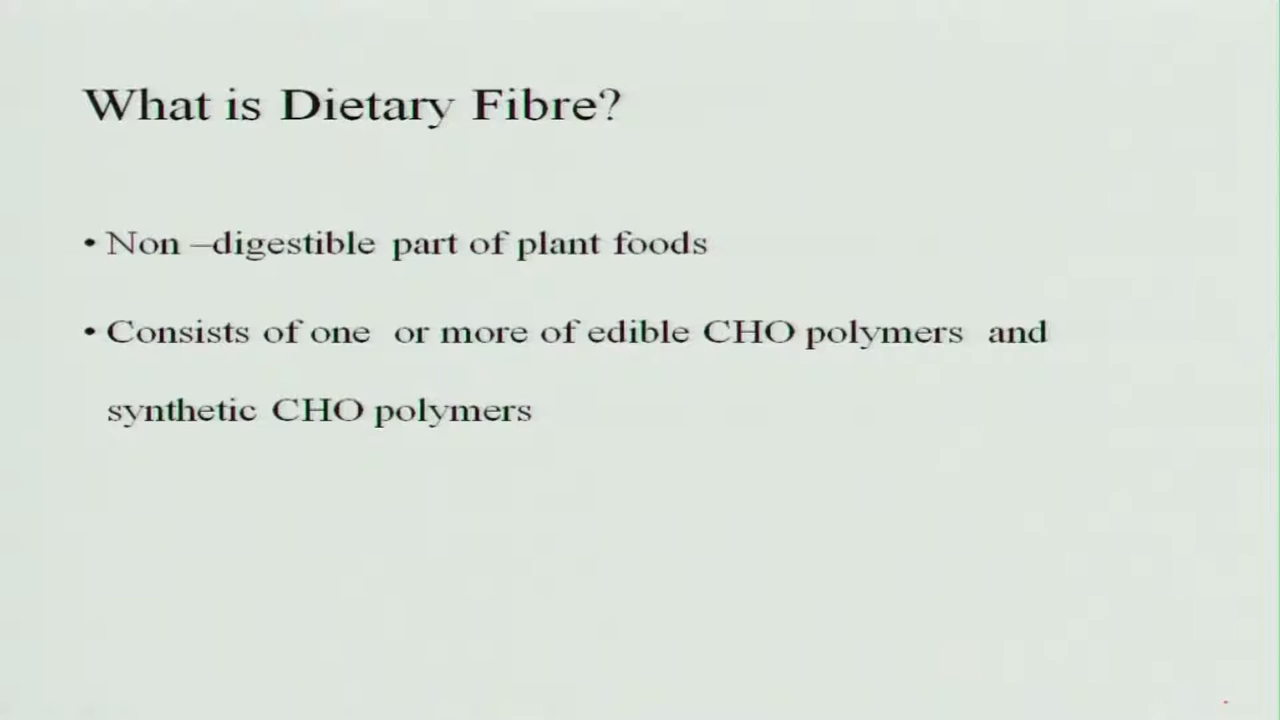 What is Dietary Fibre?
• Non –digestible part of plant foods
• Consists of one or more of edible CHO polymers and
synthetic CHO polymers